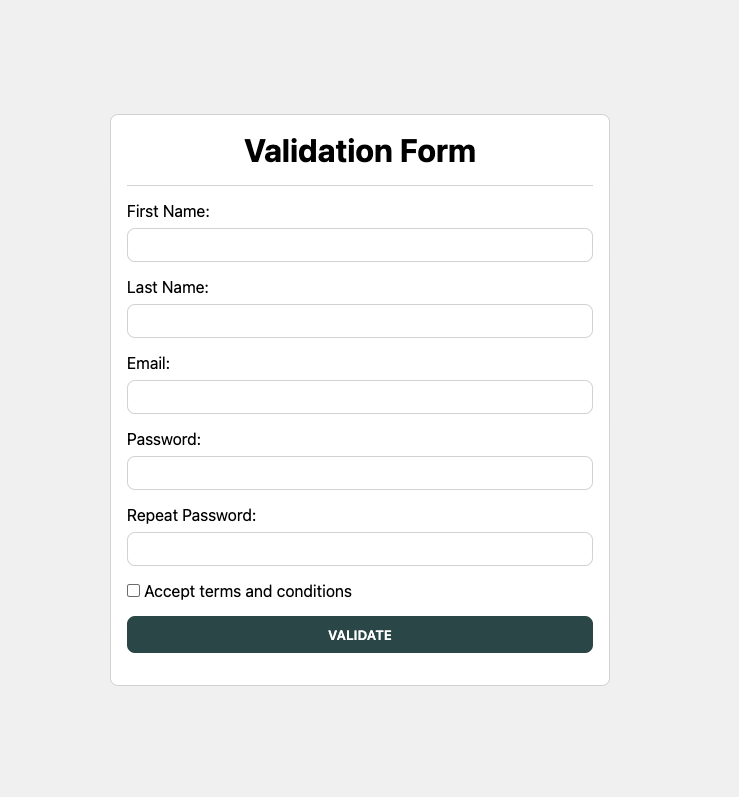 Validation Form
First Name:
Last Name:
Email:
Password:
Repeat Password:
Accept terms and conditions
VALIDATE